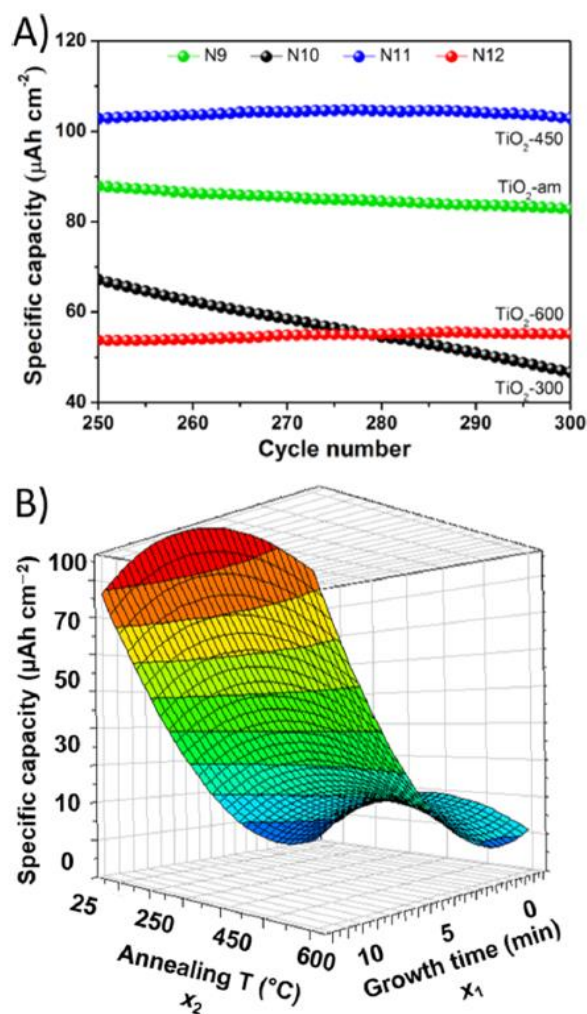 A)
120
100
80
60
40
N9 N10 N11 N12
TiO₂-450
TiO₂-am
TiO₂-600
TiO₂-300
Specific capacity (µAh cm⁻²)
250 260 270 280 290 300
Cycle number
B)
100
70
50
30
10
0
Specific capacity (µAh cm⁻²)
25 250 450 600
Annealing T (°C)
x₂
10 5 0
Growth time (min)
x₁